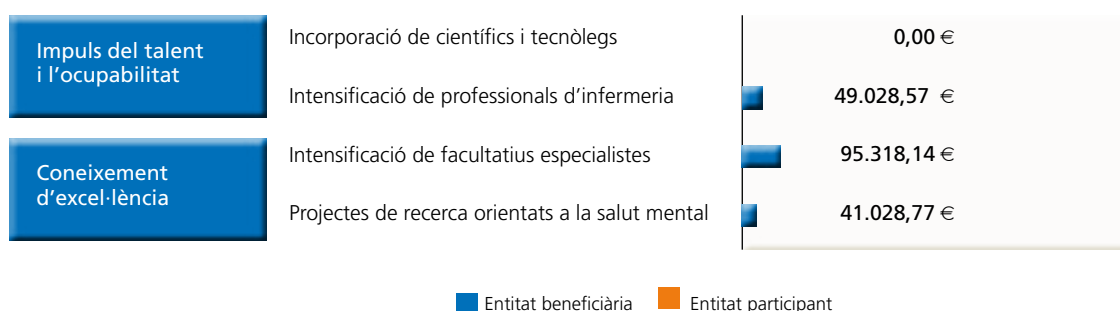 Impuls del talent
i l'ocupabilitat
Incorporació de científics i tecnòlegs 0,00 €
Intensificació de professionals d'infermeria 49.028,57 €
Coneixement
d'excel·lència
Intensificació de facultatius especialistes 95.318,14 €
Projectes de recerca orientats a la salut mental 41.028,77 €
Entitat beneficiària Entitat participant